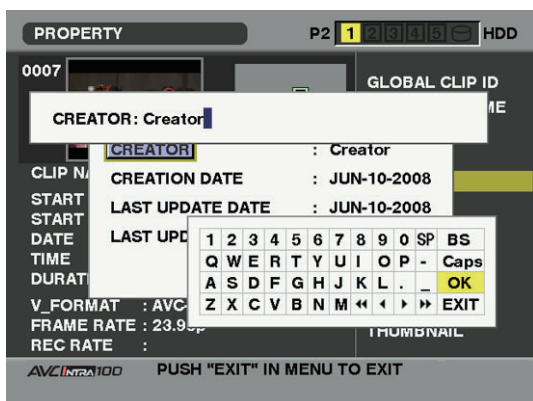 PROPERTY P2 1 2 3 4 5 HDD
0007
GLOBAL CLIP ID
CREATOR: Creator
CREATOR : Creator
CLIP
CREATION DATE : JUN-10-2008
START
LAST UPDATE DATE : JUN-10-2008
START
DATE
LAST UPD
TIME
DURATI
1 2 3 4 5 6 7 8 9 0 SP BS
Q W E R T Y U I O P - Caps
A S D F G H J K L . _ OK
Z X C V B N M ◂◂ ◂ ▸ ▸▸ EXIT
V_FORMAT : AVC-
FRAME RATE : 23.9
REC RATE :
THUMBNAIL
AVC INTRA 100 PUSH "EXIT" IN MENU TO EXIT